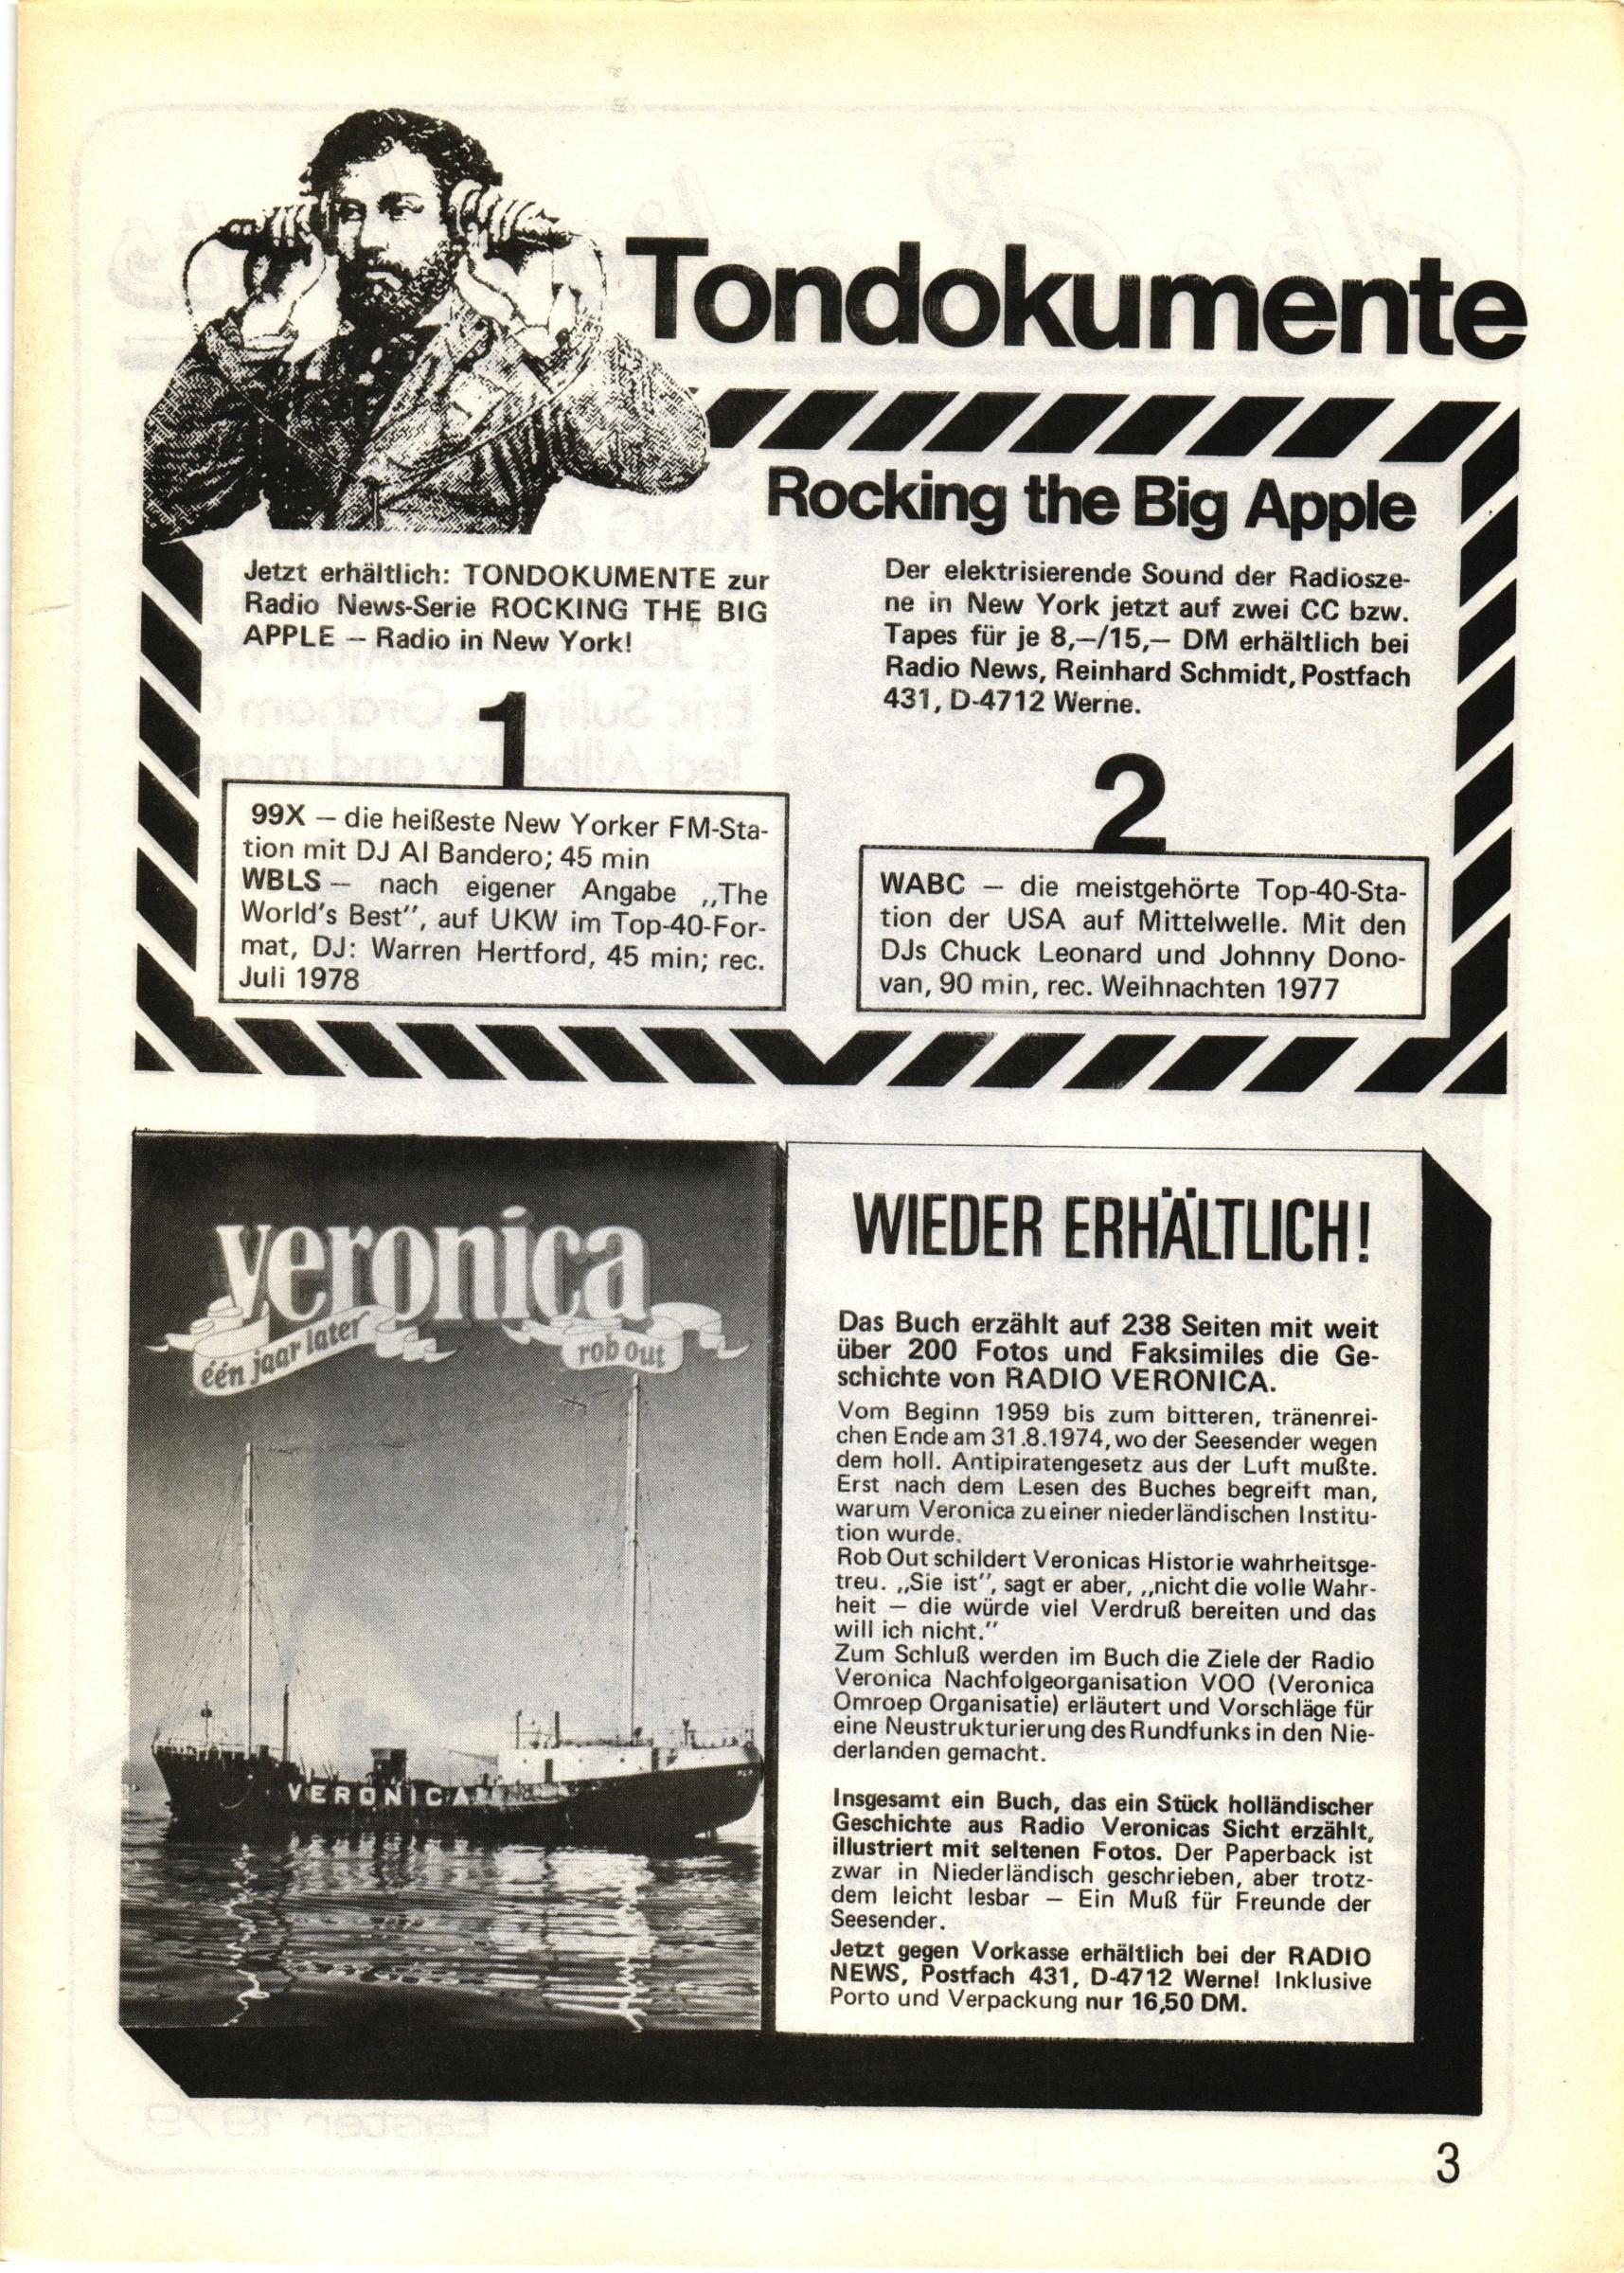 Tondokumente
Rocking the Big Apple
Jetzt erhältlich: TONDOKUMENTE zur
Radio News-Serie ROCKING THE BIG
APPLE — Radio in New York!
Der elektrisierende Sound der Radiosze-
ne in New York jetzt auf zwei CC bzw.
Tapes für je 8,—/15,— DM erhältlich bei
Radio News, Reinhard Schmidt, Postfach
431, D-4712 Werne.
1
99X — die heißeste New Yorker FM-Sta-
tion mit DJ Al Bandero; 45 min
WBLS — nach eigener Angabe „The
World's Best", auf UKW im Top-40-For-
mat, DJ: Warren Hertford, 45 min; rec.
Juli 1978
2
WABC — die meistgehörte Top-40-Sta-
tion der USA auf Mittelwelle. Mit den
DJs Chuck Leonard und Johnny Dono-
van, 90 min, rec. Weihnachten 1977
veronica
één jaar later
rob out
VERONICA
WIEDER ERHÄLTLICH!
Das Buch erzählt auf 238 Seiten mit weit
über 200 Fotos und Faksimiles die Ge-
schichte von RADIO VERONICA.
Vom Beginn 1959 bis zum bitteren, tränenrei-
chen Ende am 31.8.1974, wo der Seesender wegen
dem holl. Antipiratengesetz aus der Luft mußte.
Erst nach dem Lesen des Buches begreift man,
warum Veronica zu einer niederländischen Institu-
tion wurde.
Rob Out schildert Veronicas Historie wahrheitsge-
treu. „Sie ist", sagt er aber, „nicht die volle Wahr-
heit — die würde viel Verdruß bereiten und das
will ich nicht."
Zum Schluß werden im Buch die Ziele der Radio
Veronica Nachfolgeorganisation VOO (Veronica
Omroep Organisatie) erläutert und Vorschläge für
eine Neustrukturierung des Rundfunks in den Nie-
derlanden gemacht.
Insgesamt ein Buch, das ein Stück holländischer
Geschichte aus Radio Veronicas Sicht erzählt,
illustriert mit seltenen Fotos. Der Paperback ist
zwar in Niederländisch geschrieben, aber trotz-
dem leicht lesbar — Ein Muß für Freunde der
Seesender.
Jetzt gegen Vorkasse erhältlich bei der RADIO
NEWS, Postfach 431, D-4712 Werne! Inklusive
Porto und Verpackung nur 16,50 DM.
3